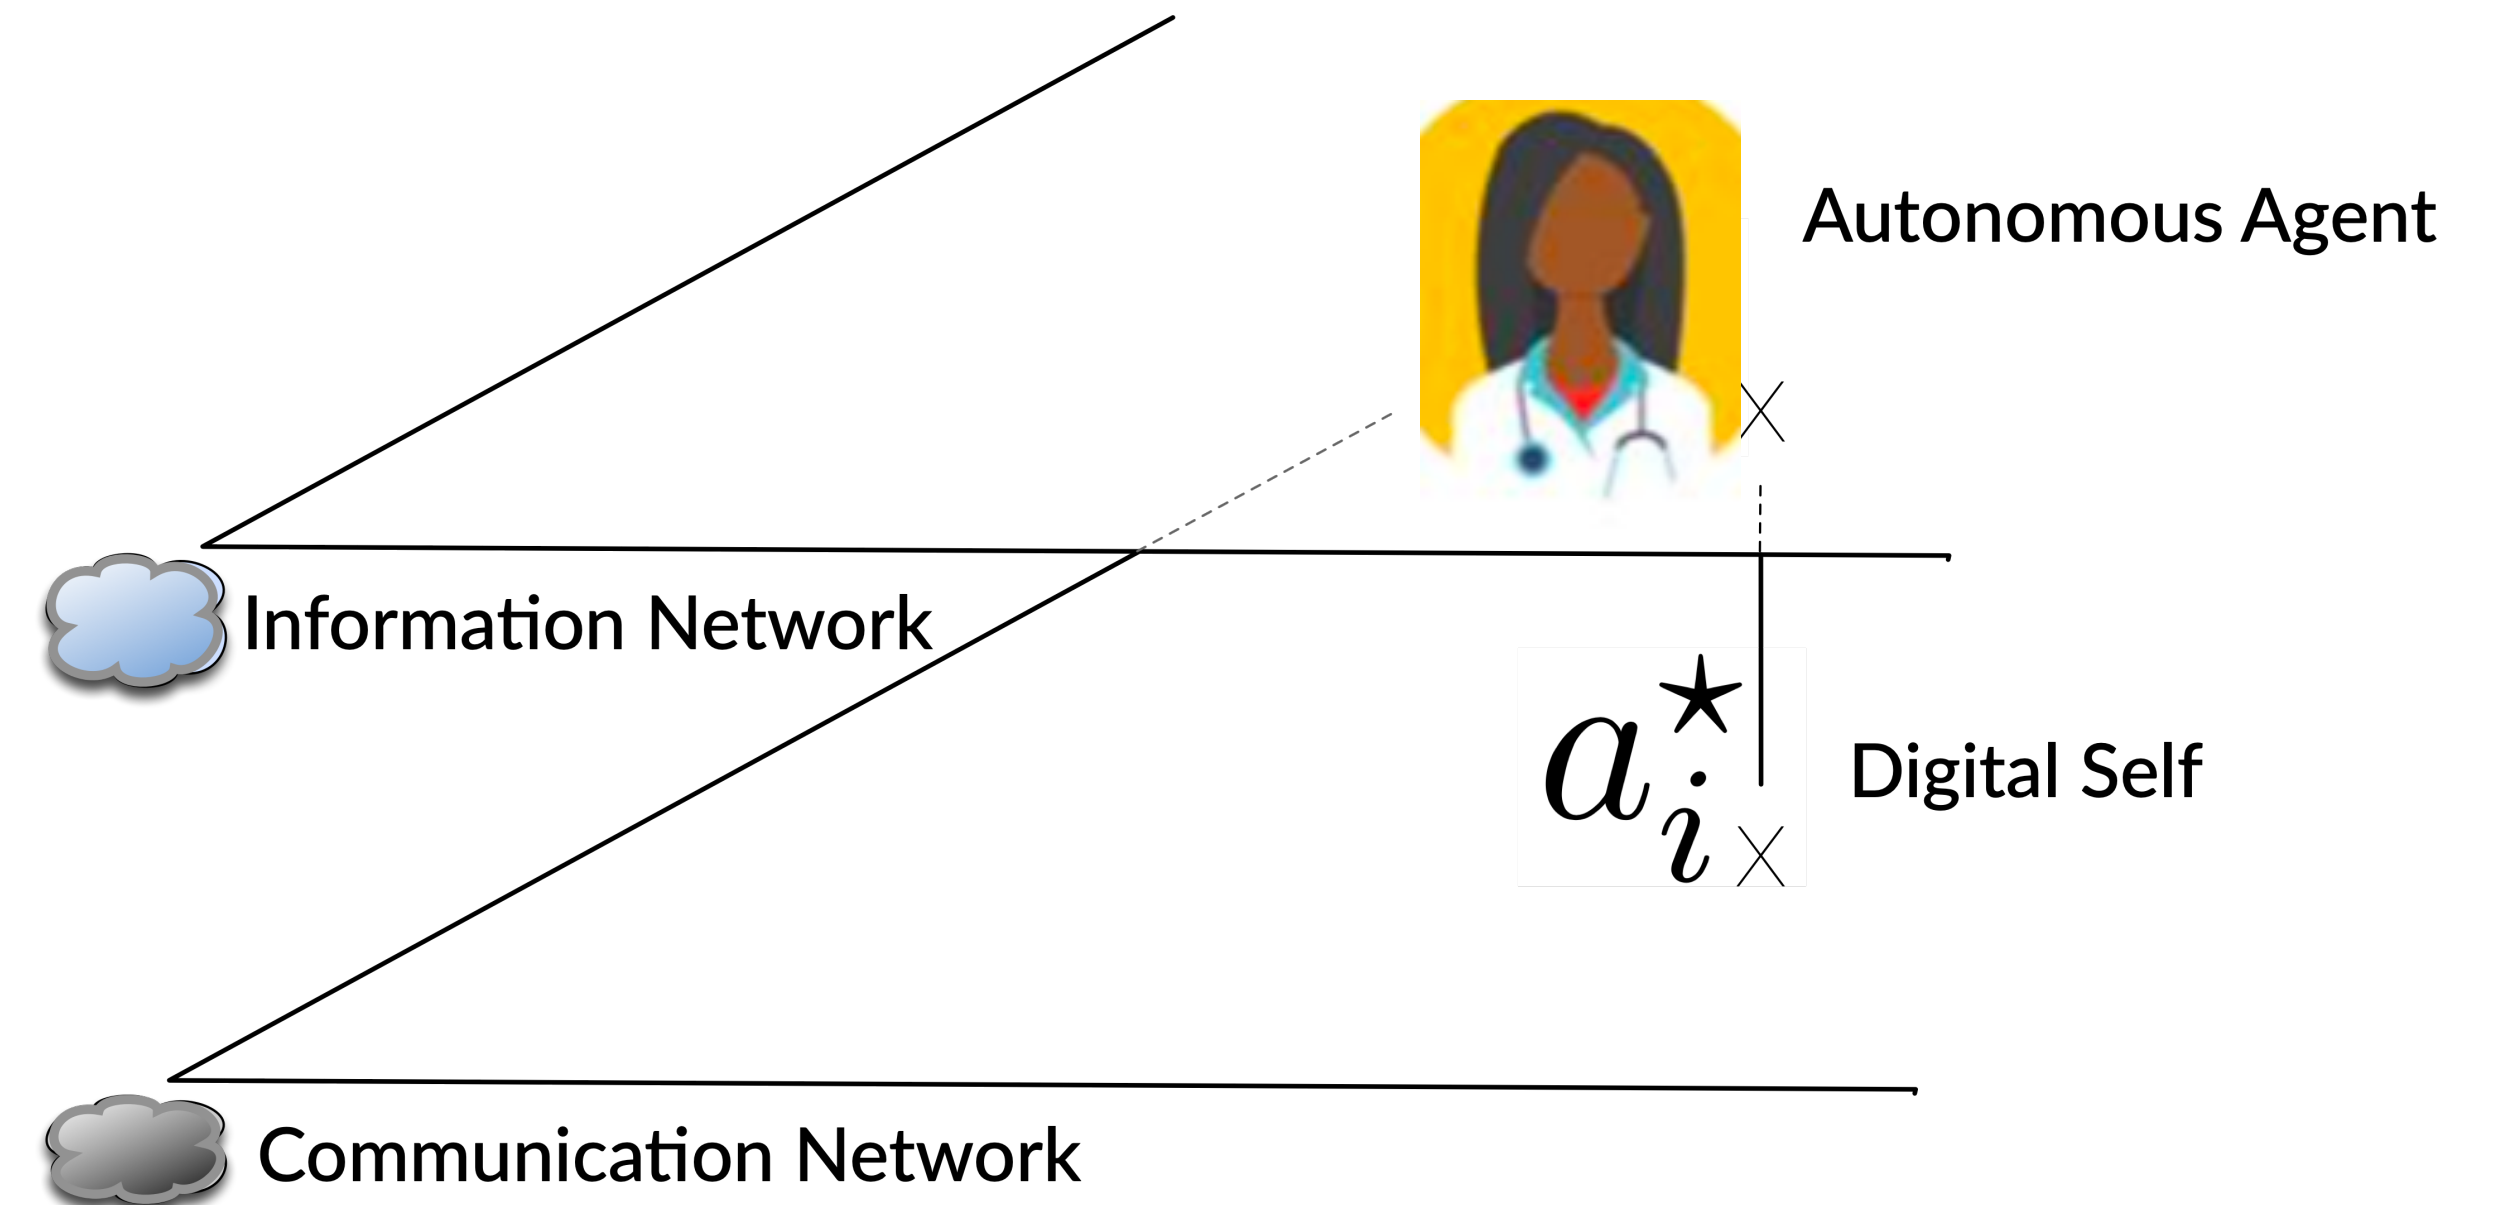 Autonomous Agent
X
Information Network
a*i
Digital Self
X
Communication Network